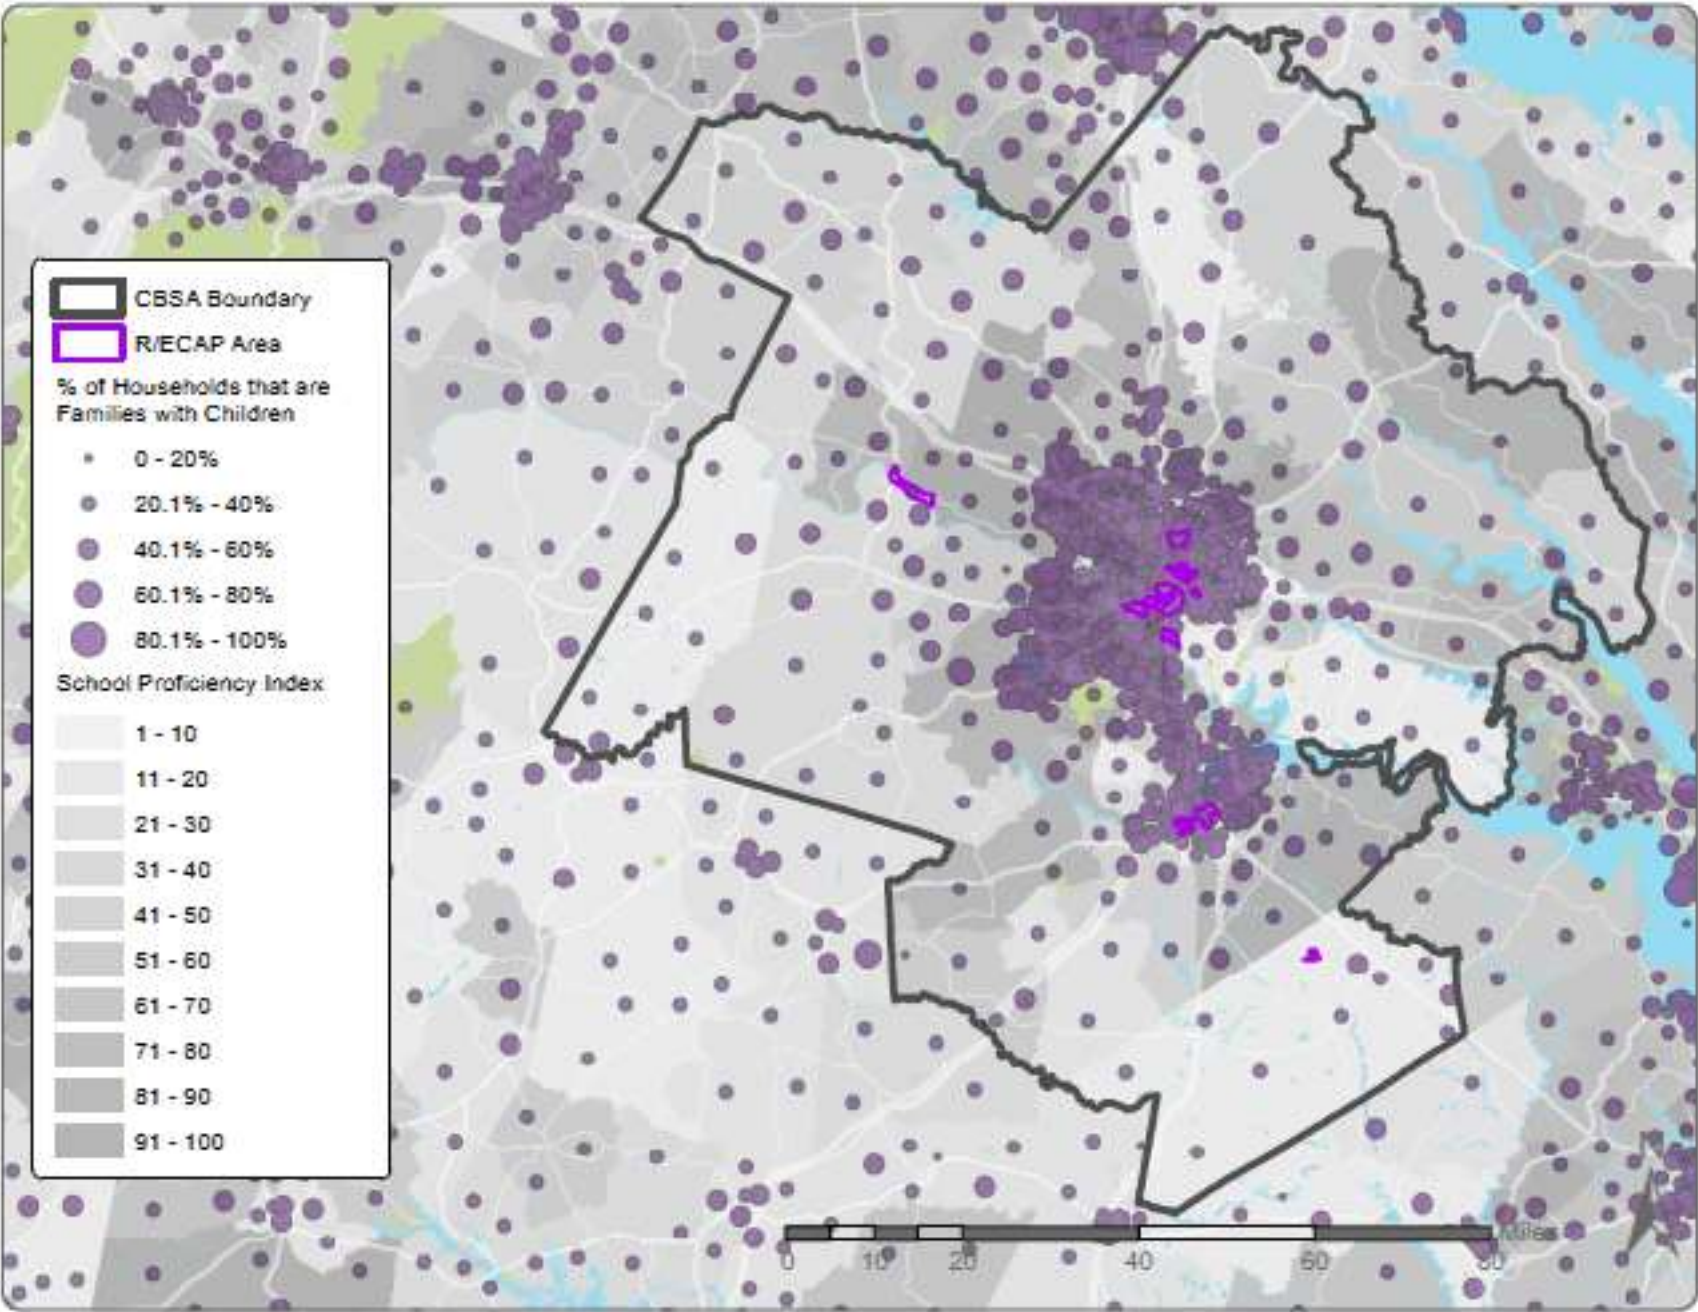 CBSA Boundary
R/ECAP Area
% of Households that are
Families with Children
0 - 20%
20.1% - 40%
40.1% - 60%
60.1% - 80%
80.1% - 100%
School Proficiency Index
1 - 10
11 - 20
21 - 30
31 - 40
41 - 50
51 - 60
61 - 70
71 - 80
81 - 90
91 - 100
Miles
0 10 20 40 60 80